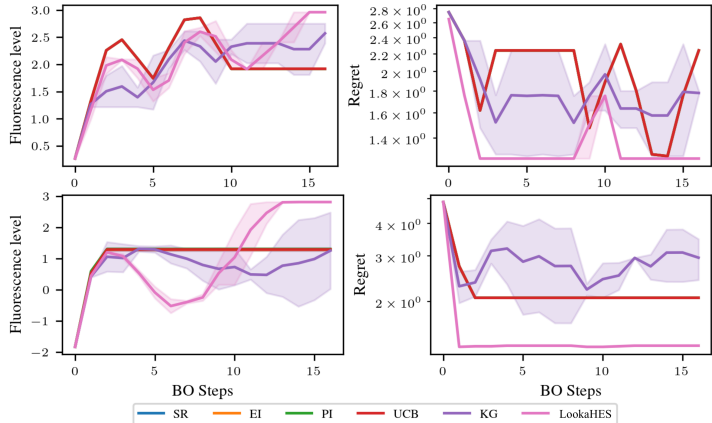 Fluorescence level
3.0
2.5
2.0
1.5
1.0
0.5
0 5 10 15
Regret
2.8 × 10⁰
2.6 × 10⁰
2.4 × 10⁰
2.2 × 10⁰
2 × 10⁰
1.8 × 10⁰
1.6 × 10⁰
1.4 × 10⁰
0 5 10 15
Fluorescence level
3
2
1
0
−1
−2
0 5 10 15
BO Steps
Regret
4 × 10⁰
3 × 10⁰
2 × 10⁰
0 5 10 15
BO Steps
SR EI PI UCB KG LookaHES